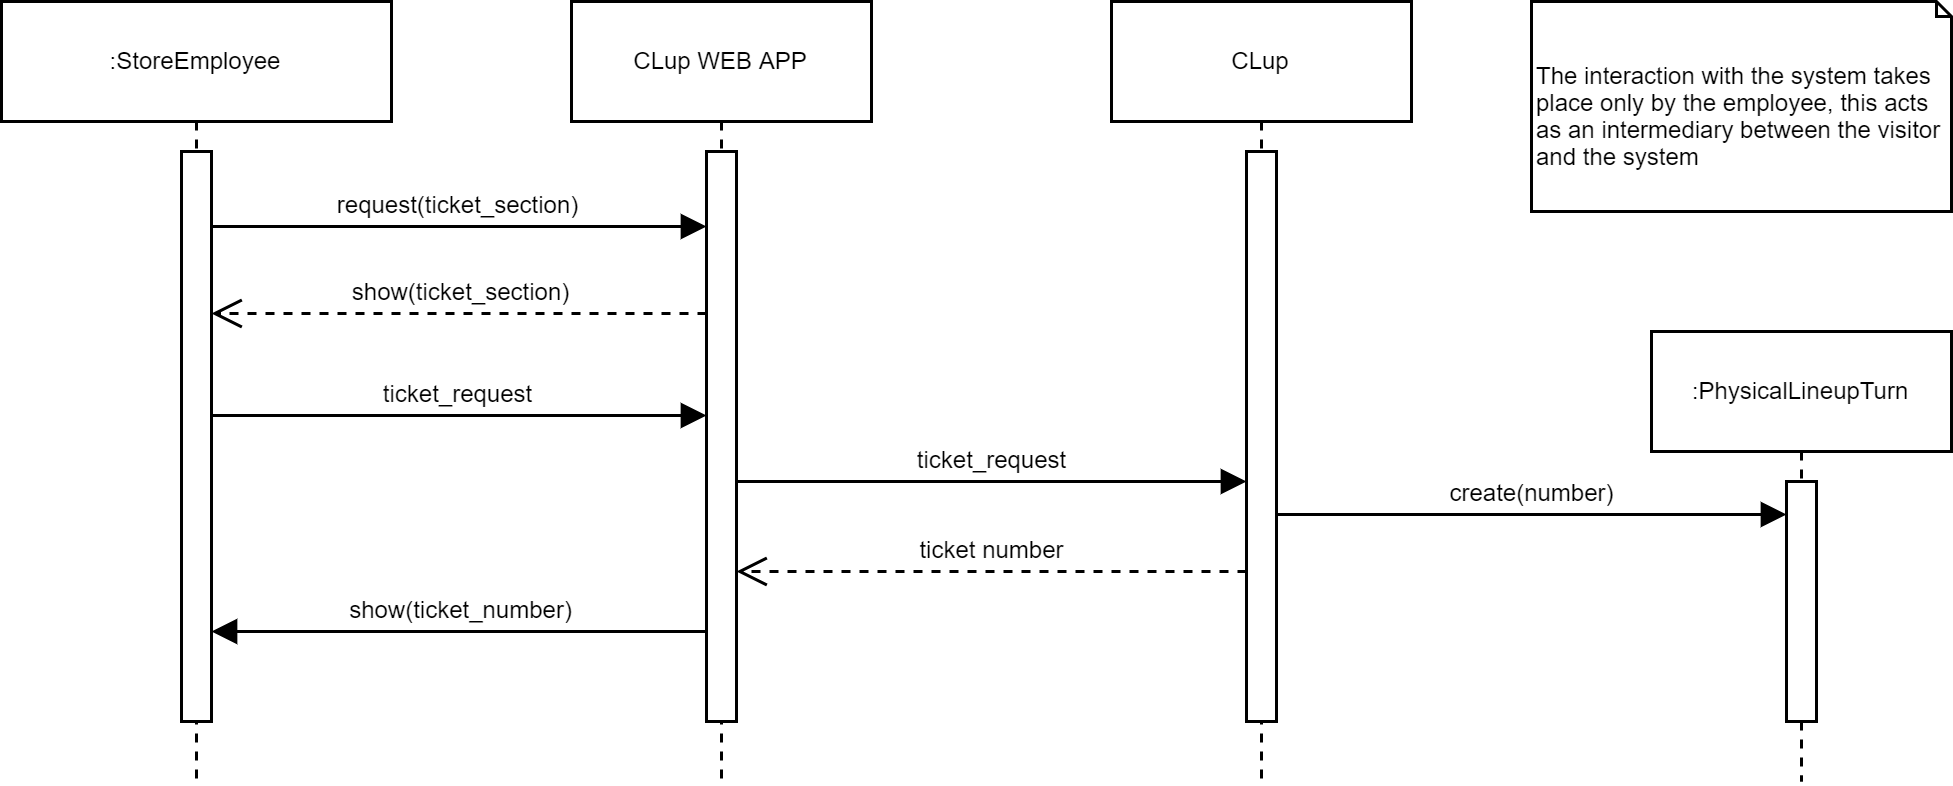 :StoreEmployee
CLup WEB APP
CLup
The interaction with the system takes
place only by the employee, this acts
as an intermediary between the visitor
and the system
request(ticket_section)
show(ticket_section)
ticket_request
:PhysicalLineupTurn
ticket_request
create(number)
ticket number
show(ticket_number)